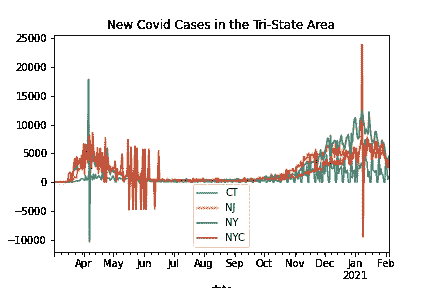 New Covid Cases in the Tri-State Area
25000
20000
15000
10000
5000
0
−5000
−10000
CT
NJ
NY
NYC
Apr May Jun Jul Aug Sep Oct Nov Dec Jan Feb
2021